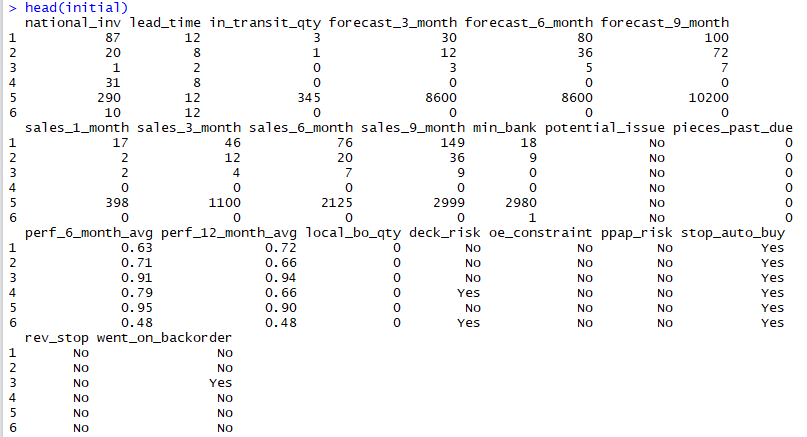 > head(initial)
  national_inv lead_time in_transit_qty forecast_3_month forecast_6_month forecast_9_month
1           87        12              3               30               80              100
2           20         8              1               12               36               72
3            1         2              0                3                5                7
4           31         8              0                0                0                0
5          290        12            345             8600             8600            10200
6           10        12              0                0                0                0
  sales_1_month sales_3_month sales_6_month sales_9_month min_bank potential_issue pieces_past_due
1            17            46            76           149       18              No               0
2             2            12            20            36        9              No               0
3             2             4             7             9        0              No               0
4             0             0             0             0        0              No               0
5           398          1100          2125          2999     2980              No               0
6             0             0             0             0        1              No               0
  perf_6_month_avg perf_12_month_avg local_bo_qty deck_risk oe_constraint ppap_risk stop_auto_buy
1             0.63              0.72            0        No            No        No           Yes
2             0.71              0.66            0        No            No        No           Yes
3             0.91              0.94            0        No            No        No           Yes
4             0.79              0.66            0       Yes            No        No           Yes
5             0.95              0.90            0        No            No        No           Yes
6             0.48              0.48            0       Yes            No        No           Yes
  rev_stop went_on_backorder
1       No                No
2       No                No
3       No               Yes
4       No                No
5       No                No
6       No                No